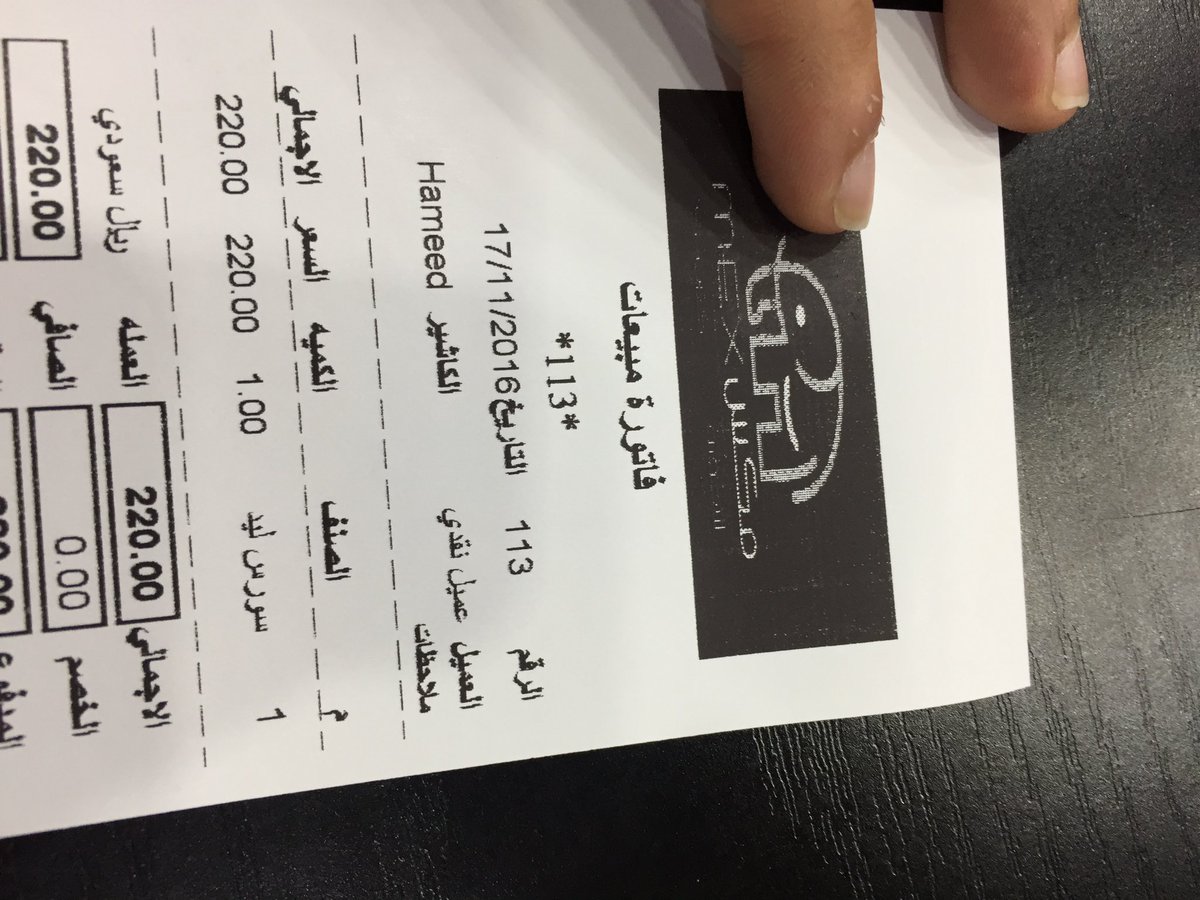 فاتورة مبيعات
*113*
الرقم 113 التاريخ 17/11/2016
العميل عميل نقدي الكاشير Hameed
ملاحظات
م الصنف الكميه السعر الاجمالي
1 سورس ليد 1.00 220.00 220.00
الاجمالي 220.00 العمله ريال سعودي
الخصم 0.00 الصافي 220.00